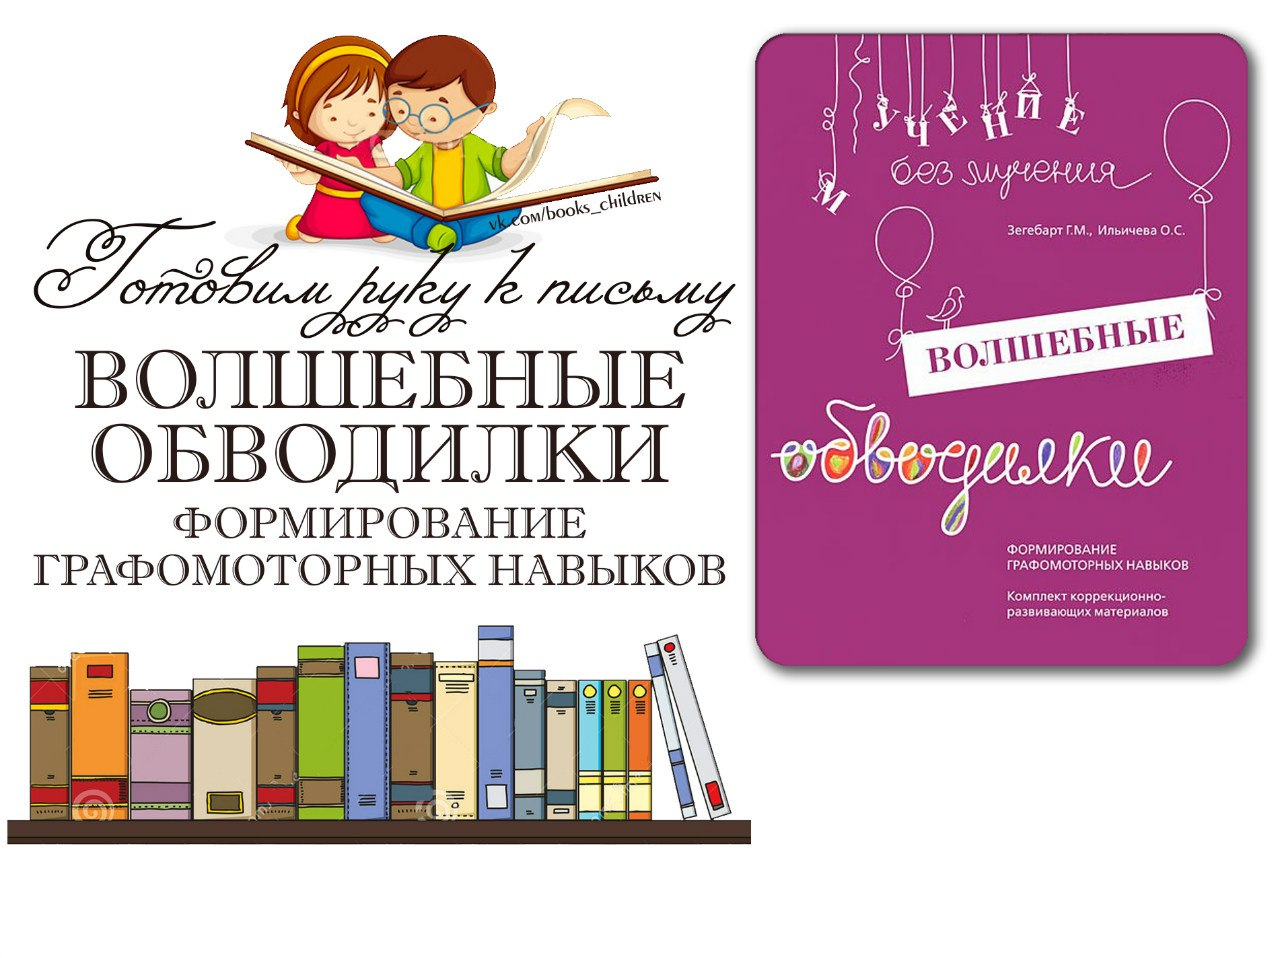 vk.com/books_children
Готовим руку к письму
ВОЛШЕБНЫЕ
ОБВОДИЛКИ
ФОРМИРОВАНИЕ
ГРАФОМОТОРНЫХ НАВЫКОВ
М УЧЕНИЕ
без мучения
Зегебарт Г.М., Ильичева О.С.
ВОЛШЕБНЫЕ
обводилки
ФОРМИРОВАНИЕ
ГРАФОМОТОРНЫХ НАВЫКОВ
Комплект коррекционно-
развивающих материалов